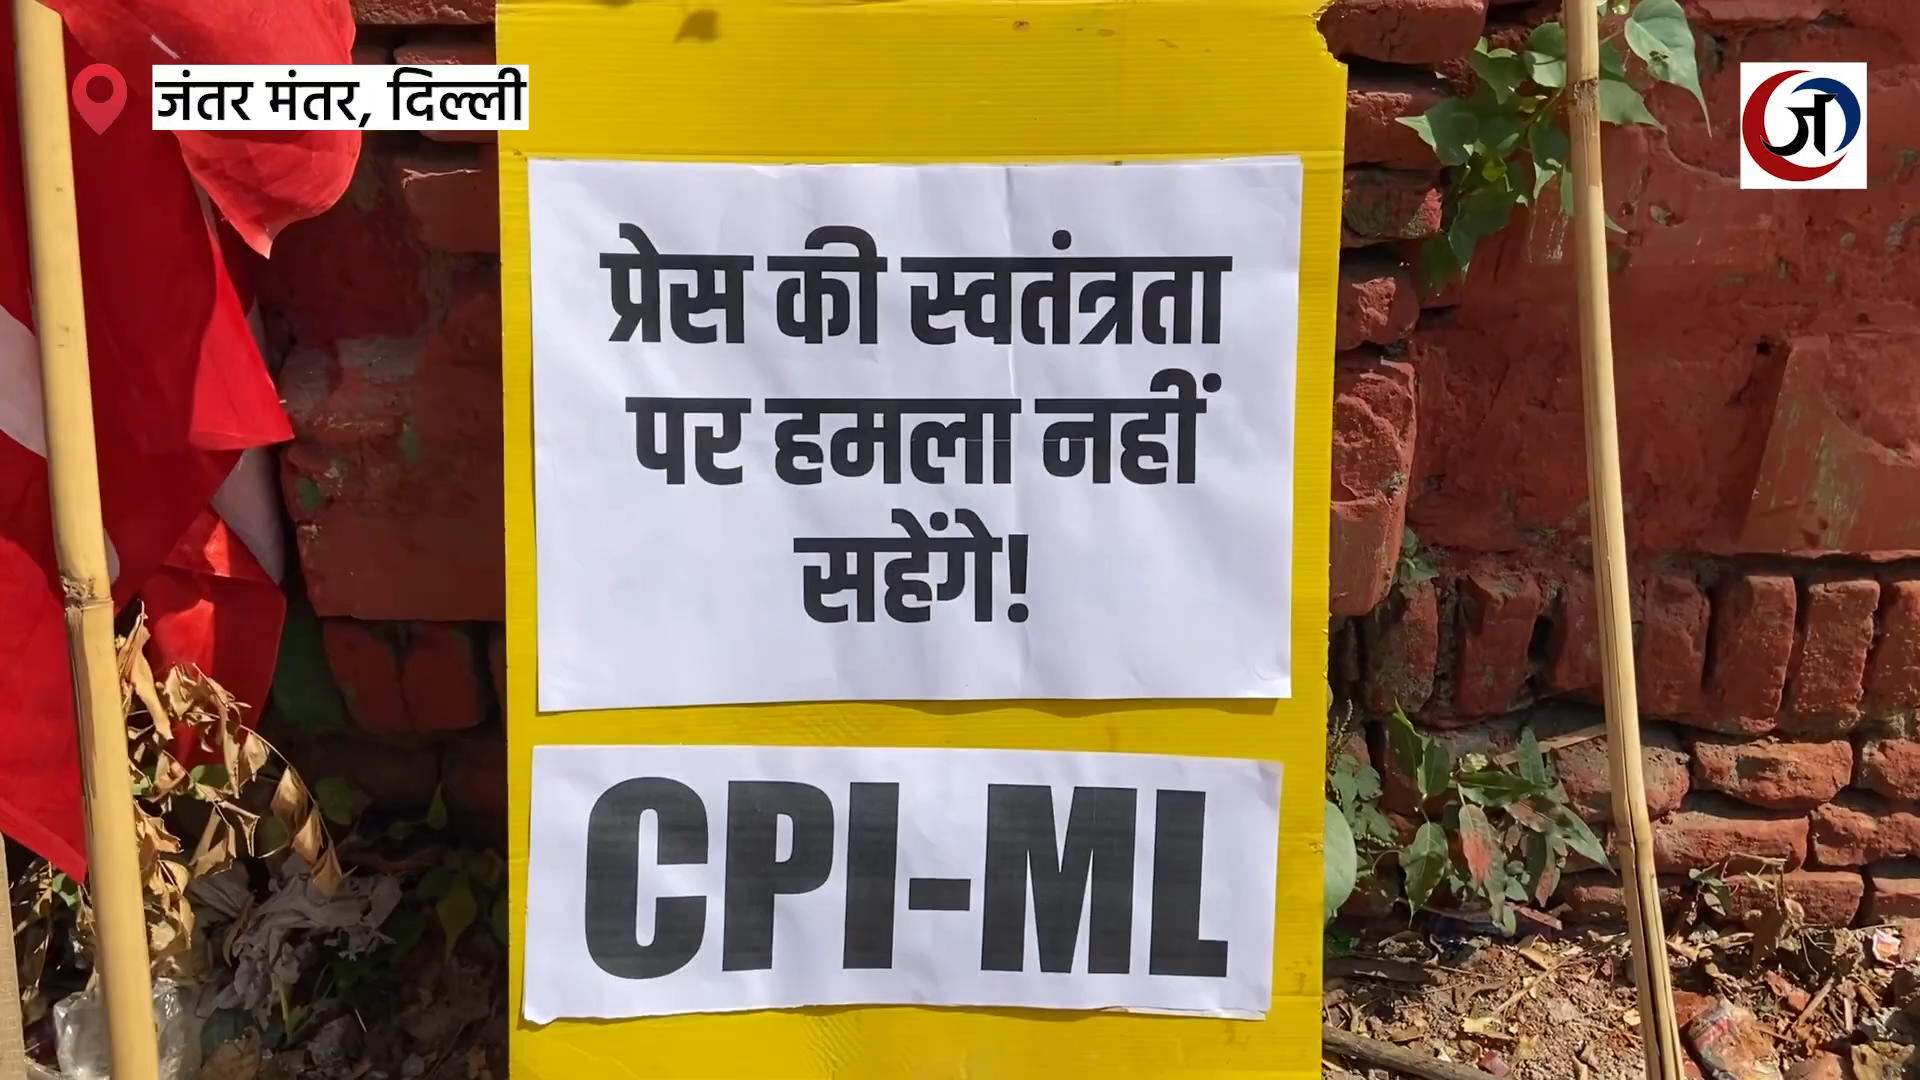 जंतर मंतर, दिल्ली
ज
प्रेस की स्वतंत्रता
पर हमला नहीं
सहेंगे!
CPI-ML